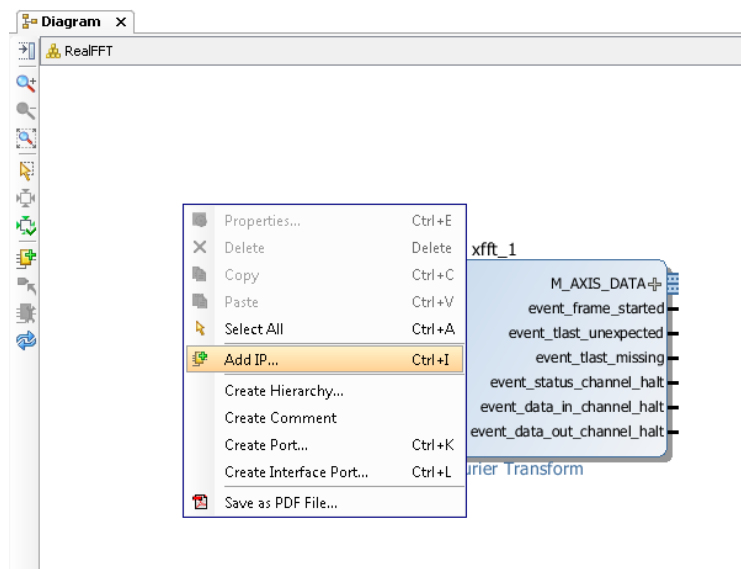 Diagram
RealFFT
Properties... Ctrl+E
Delete Delete
Copy Ctrl+C
Paste Ctrl+V
Select All Ctrl+A
Add IP... Ctrl+I
Create Hierarchy...
Create Comment
Create Port... Ctrl+K
Create Interface Port... Ctrl+L
Save as PDF File...
xfft_1
M_AXIS_DATA
event_frame_started
event_tlast_unexpected
event_tlast_missing
event_status_channel_halt
event_data_in_channel_halt
event_data_out_channel_halt
urier Transform